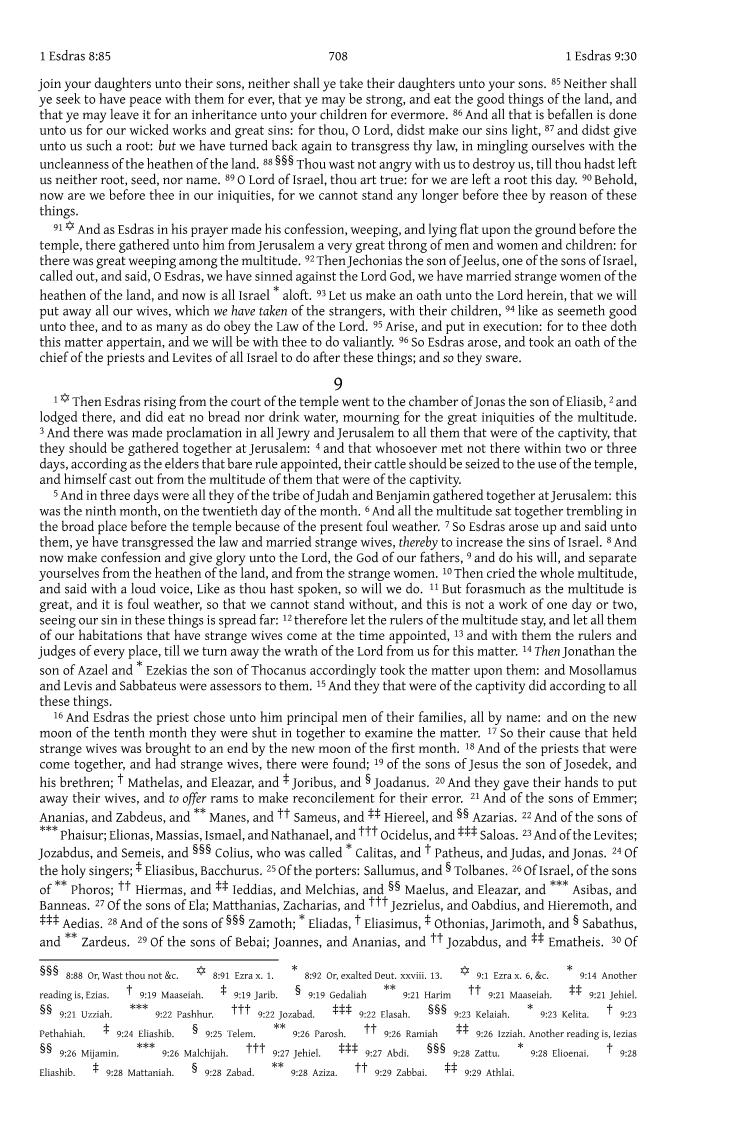 1 Esdras 8:85 708 1 Esdras 9:30
join your daughters unto their sons, neither shall ye take their daughters unto your sons. 85 Neither shall
ye seek to have peace with them for ever, that ye may be strong, and eat the good things of the land, and
that ye may leave it for an inheritance unto your children for evermore. 86 And all that is befallen is done
unto us for our wicked works and great sins: for thou, O Lord, didst make our sins light, 87 and didst give
unto us such a root: but we have turned back again to transgress thy law, in mingling ourselves with the
uncleanness of the heathen of the land. 88 §§§ Thou wast not angry with us to destroy us, till thou hadst left
us neither root, seed, nor name. 89 O Lord of Israel, thou art true: for we are left a root this day. 90 Behold,
now are we before thee in our iniquities, for we cannot stand any longer before thee by reason of these
things.
91 ✡ And as Esdras in his prayer made his confession, weeping, and lying flat upon the ground before the
temple, there gathered unto him from Jerusalem a very great throng of men and women and children: for
there was great weeping among the multitude. 92 Then Jechonias the son of Jeelus, one of the sons of Israel,
called out, and said, O Esdras, we have sinned against the Lord God, we have married strange women of the
heathen of the land, and now is all Israel * aloft. 93 Let us make an oath unto the Lord herein, that we will
put away all our wives, which we have taken of the strangers, with their children, 94 like as seemeth good
unto thee, and to as many as do obey the Law of the Lord. 95 Arise, and put in execution: for to thee doth
this matter appertain, and we will be with thee to do valiantly. 96 So Esdras arose, and took an oath of the
chief of the priests and Levites of all Israel to do after these things; and so they sware.
9
1 ✡ Then Esdras rising from the court of the temple went to the chamber of Jonas the son of Eliasib, 2 and
lodged there, and did eat no bread nor drink water, mourning for the great iniquities of the multitude.
3 And there was made proclamation in all Jewry and Jerusalem to all them that were of the captivity, that
they should be gathered together at Jerusalem: 4 and that whosoever met not there within two or three
days, according as the elders that bare rule appointed, their cattle should be seized to the use of the temple,
and himself cast out from the multitude of them that were of the captivity.
5 And in three days were all they of the tribe of Judah and Benjamin gathered together at Jerusalem: this
was the ninth month, on the twentieth day of the month. 6 And all the multitude sat together trembling in
the broad place before the temple because of the present foul weather. 7 So Esdras arose up and said unto
them, ye have transgressed the law and married strange wives, thereby to increase the sins of Israel. 8 And
now make confession and give glory unto the Lord, the God of our fathers, 9 and do his will, and separate
yourselves from the heathen of the land, and from the strange women. 10 Then cried the whole multitude,
and said with a loud voice, Like as thou hast spoken, so will we do. 11 But forasmuch as the multitude is
great, and it is foul weather, so that we cannot stand without, and this is not a work of one day or two,
seeing our sin in these things is spread far: 12 therefore let the rulers of the multitude stay, and let all them
of our habitations that have strange wives come at the time appointed, 13 and with them the rulers and
judges of every place, till we turn away the wrath of the Lord from us for this matter. 14 Then Jonathan the
son of Azael and * Ezekias the son of Thocanus accordingly took the matter upon them: and Mosollamus
and Levis and Sabbateus were assessors to them. 15 And they that were of the captivity did according to all
these things.
16 And Esdras the priest chose unto him principal men of their families, all by name: and on the new
moon of the tenth month they were shut in together to examine the matter. 17 So their cause that held
strange wives was brought to an end by the new moon of the first month. 18 And of the priests that were
come together, and had strange wives, there were found; 19 of the sons of Jesus the son of Josedek, and
his brethren; † Mathelas, and Eleazar, and ‡ Joribus, and § Joadanus. 20 And they gave their hands to put
away their wives, and to offer rams to make reconcilement for their error. 21 And of the sons of Emmer;
Ananias, and Zabdeus, and ** Manes, and †† Sameus, and ‡‡ Hiereel, and §§ Azarias. 22 And of the sons of
*** Phaisur; Elionas, Massias, Ismael, and Nathanael, and ††† Ocidelus, and ‡‡‡ Saloas. 23 And of the Levites;
Jozabdus, and Semeis, and §§§ Colius, who was called * Calitas, and † Patheus, and Judas, and Jonas. 24 Of
the holy singers; ‡ Eliasibus, Bacchurus. 25 Of the porters: Sallumus, and § Tolbanes. 26 Of Israel, of the sons
of ** Phoros; †† Hiermas, and ‡‡ Ieddias, and Melchias, and §§ Maelus, and Eleazar, and *** Asibas, and
Banneas. 27 Of the sons of Ela; Matthanias, Zacharias, and ††† Jezrielus, and Oabdius, and Hieremoth, and
‡‡‡ Aedias. 28 And of the sons of §§§ Zamoth; * Eliadas, † Eliasimus, ‡ Othonias, Jarimoth, and § Sabathus,
and ** Zardeus. 29 Of the sons of Bebai; Joannes, and Ananias, and †† Jozabdus, and ‡‡ Ematheis. 30 Of
§§§ 8:88 Or, Wast thou not &c. ✡ 8:91 Ezra x. 1. * 8:92 Or, exalted Deut. xxviii. 13. ✡ 9:1 Ezra x. 6, &c. * 9:14 Another
reading is, Ezias. † 9:19 Maaseiah. ‡ 9:19 Jarib. § 9:19 Gedaliah ** 9:21 Harim †† 9:21 Maaseiah. ‡‡ 9:21 Jehiel.
§§ 9:21 Uzziah. *** 9:22 Pashhur. ††† 9:22 Jozabad. ‡‡‡ 9:22 Elasah. §§§ 9:23 Kelaiah. * 9:23 Kelita. † 9:23
Pethahiah. ‡ 9:24 Eliashib. § 9:25 Telem. ** 9:26 Parosh. †† 9:26 Ramiah ‡‡ 9:26 Izziah. Another reading is, Iezias
§§ 9:26 Mijamin. *** 9:26 Malchijah. ††† 9:27 Jehiel. ‡‡‡ 9:27 Abdi. §§§ 9:28 Zattu. * 9:28 Elioenai. † 9:28
Eliashib. ‡ 9:28 Mattaniah. § 9:28 Zabad. ** 9:28 Aziza. †† 9:29 Zabbai. ‡‡ 9:29 Athlai.